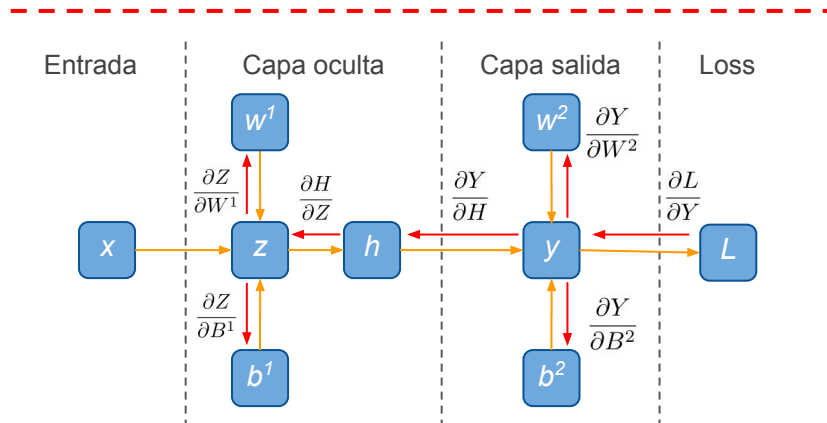 Entrada Capa oculta Capa salida Loss
w¹ w² ∂Y/∂W²
∂Z/∂W¹ ∂H/∂Z ∂Y/∂H ∂L/∂Y
x z h y L
∂Z/∂B¹ ∂Y/∂B²
b¹ b²